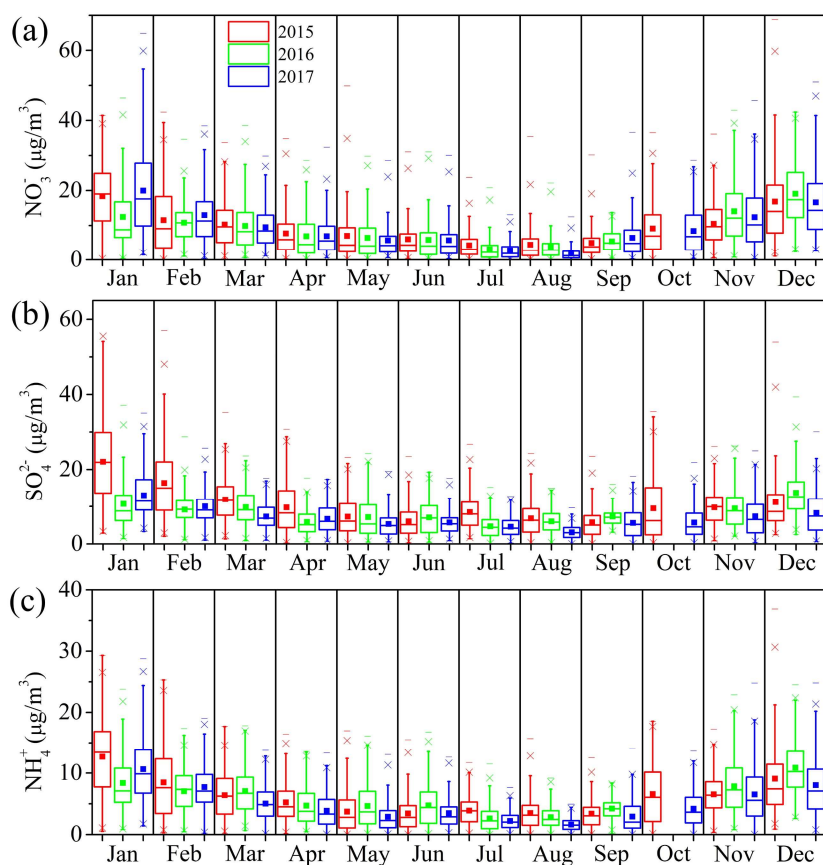 (a)
NO₃⁻ (µg/m³)
60
40
20
0
2015
2016
2017
Jan Feb Mar Apr May Jun Jul Aug Sep Oct Nov Dec
(b)
SO₄²⁻ (µg/m³)
60
40
20
0
Jan Feb Mar Apr May Jun Jul Aug Sep Oct Nov Dec
(c)
NH₄⁺ (µg/m³)
40
30
20
10
0
Jan Feb Mar Apr May Jun Jul Aug Sep Oct Nov Dec